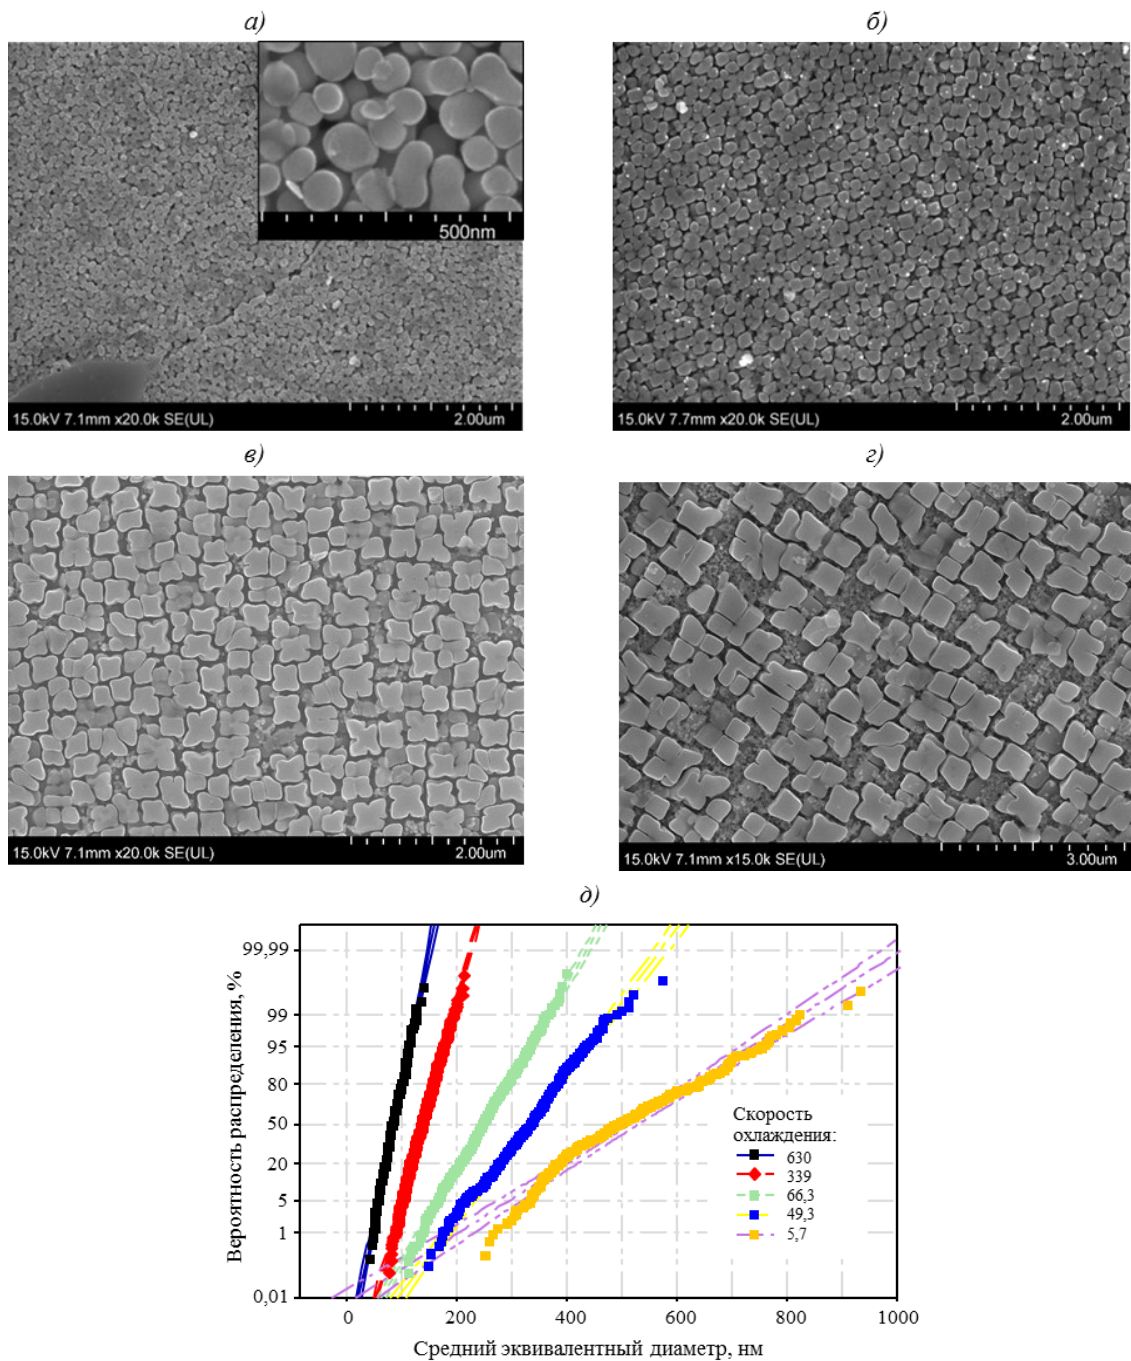 а)
б)
500nm
15.0kV 7.1mm x20.0k SE(UL) 2.00um
15.0kV 7.7mm x20.0k SE(UL) 2.00um
в)
г)
15.0kV 7.1mm x20.0k SE(UL) 2.00um
15.0kV 7.1mm x15.0k SE(UL) 3.00um
д)
Вероятность распределения, %
99,99
99
95
80
50
20
5
1
0,01
Скорость
охлаждения:
630
339
66,3
49,3
5,7
0 200 400 600 800 1000
Средний эквивалентный диаметр, нм